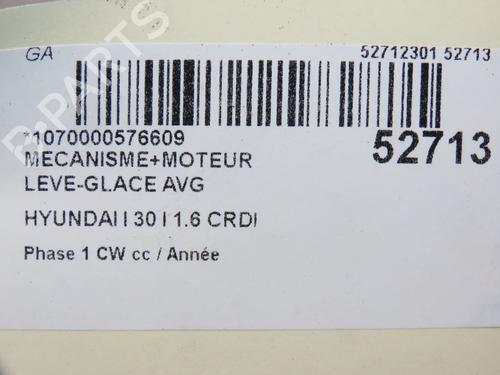 GA
52712301 52713
*1070000576609
52713
MECANISME+MOTEUR
LEVE-GLACE AVG
HYUNDAI I 30 I 1.6 CRDI
Phase 1 CW cc / Année
B-PARTS